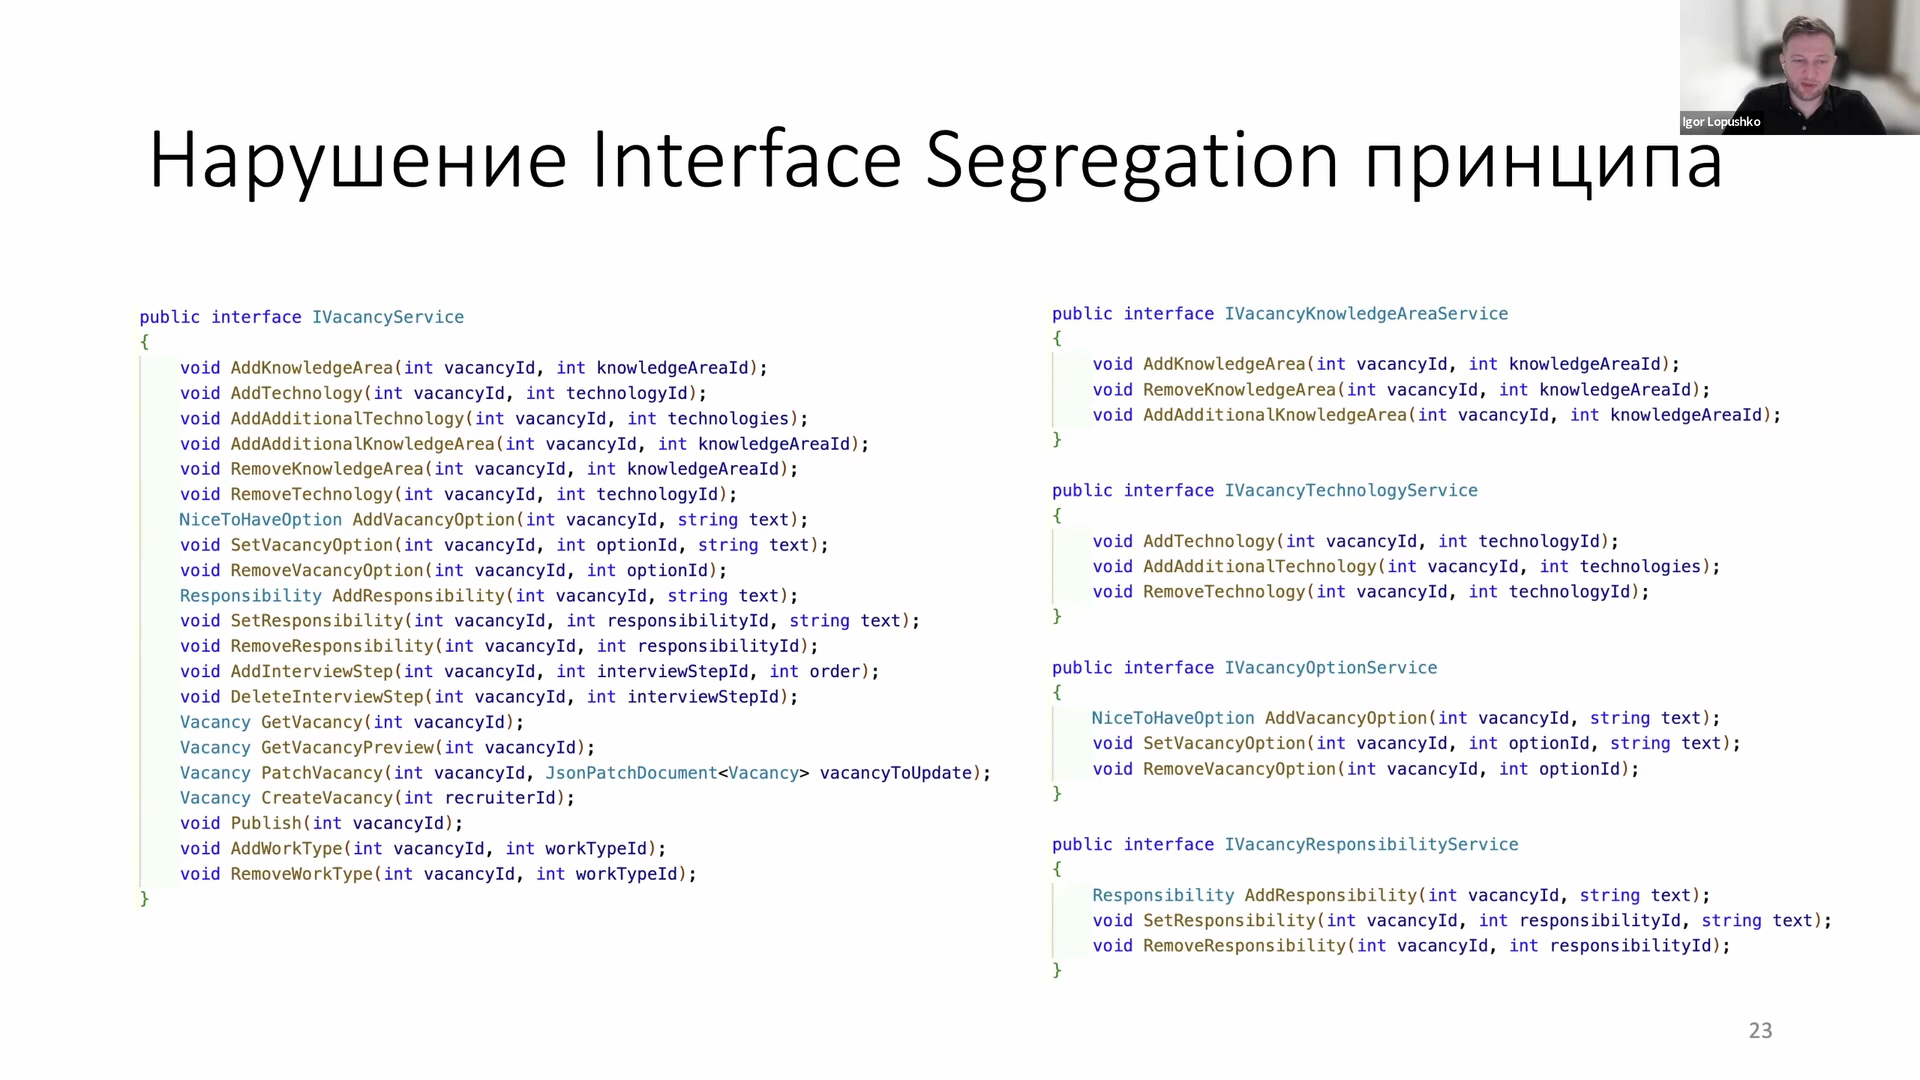 Igor Lopushko
Нарушение Interface Segregation принципа
public interface IVacancyService
{
void AddKnowledgeArea(int vacancyId, int knowledgeAreaId);
void AddTechnology(int vacancyId, int technologyId);
void AddAdditionalTechnology(int vacancyId, int technologies);
void AddAdditionalKnowledgeArea(int vacancyId, int knowledgeAreaId);
void RemoveKnowledgeArea(int vacancyId, int knowledgeAreaId);
void RemoveTechnology(int vacancyId, int technologyId);
NiceToHaveOption AddVacancyOption(int vacancyId, string text);
void SetVacancyOption(int vacancyId, int optionId, string text);
void RemoveVacancyOption(int vacancyId, int optionId);
Responsibility AddResponsibility(int vacancyId, string text);
void SetResponsibility(int vacancyId, int responsibilityId, string text);
void RemoveResponsibility(int vacancyId, int responsibilityId);
void AddInterviewStep(int vacancyId, int interviewStepId, int order);
void DeleteInterviewStep(int vacancyId, int interviewStepId);
Vacancy GetVacancy(int vacancyId);
Vacancy GetVacancyPreview(int vacancyId);
Vacancy PatchVacancy(int vacancyId, JsonPatchDocument<Vacancy> vacancyToUpdate);
Vacancy CreateVacancy(int recruiterId);
void Publish(int vacancyId);
void AddWorkType(int vacancyId, int workTypeId);
void RemoveWorkType(int vacancyId, int workTypeId);
}
public interface IVacancyKnowledgeAreaService
{
void AddKnowledgeArea(int vacancyId, int knowledgeAreaId);
void RemoveKnowledgeArea(int vacancyId, int knowledgeAreaId);
void AddAdditionalKnowledgeArea(int vacancyId, int knowledgeAreaId);
}
public interface IVacancyTechnologyService
{
void AddTechnology(int vacancyId, int technologyId);
void AddAdditionalTechnology(int vacancyId, int technologies);
void RemoveTechnology(int vacancyId, int technologyId);
}
public interface IVacancyOptionService
{
NiceToHaveOption AddVacancyOption(int vacancyId, string text);
void SetVacancyOption(int vacancyId, int optionId, string text);
void RemoveVacancyOption(int vacancyId, int optionId);
}
public interface IVacancyResponsibilityService
{
Responsibility AddResponsibility(int vacancyId, string text);
void SetResponsibility(int vacancyId, int responsibilityId, string text);
void RemoveResponsibility(int vacancyId, int responsibilityId);
}
23